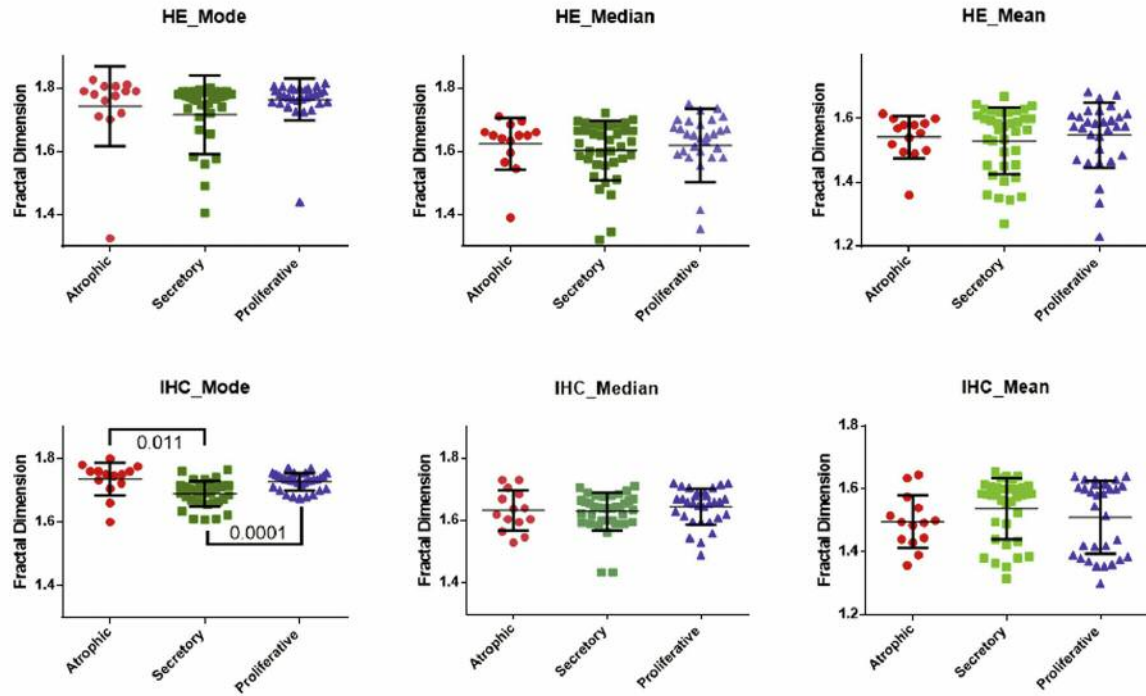 HE_Mode
Fractal Dimension
1.8
1.6
1.4
Atrophic
Secretory
Proliferative
HE_Median
Fractal Dimension
1.8
1.6
1.4
Atrophic
Secretory
Proliferative
HE_Mean
Fractal Dimension
1.6
1.4
1.2
Atrophic
Secretory
Proliferative
IHC_Mode
Fractal Dimension
1.8
1.6
1.4
0.011
0.0001
Atrophic
Secretory
Proliferative
IHC_Median
Fractal Dimension
1.8
1.6
1.4
Atrophic
Secretory
Proliferative
IHC_Mean
Fractal Dimension
1.8
1.6
1.4
1.2
Atrophic
Secretory
Proliferative